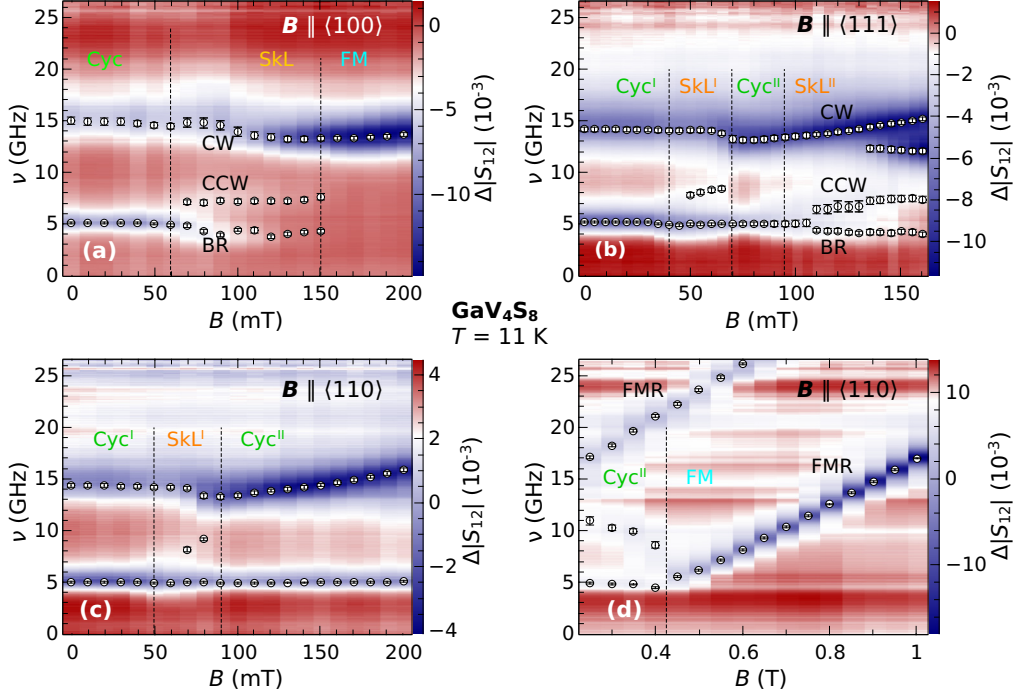 B ∥ ⟨100⟩
Cyc
SkL
FM
CW
CCW
BR
(a)
ν (GHz)
0
5
10
15
20
25
0 50 100 150 200
B (mT)
0
−5
−10
Δ|S₁₂| (10⁻³)
B ∥ ⟨111⟩
Cycᴵ
SkLᴵ
Cycᴵᴵ
SkLᴵᴵ
CW
CCW
BR
(b)
ν (GHz)
0
5
10
15
20
25
0 50 100 150
B (mT)
−2
−4
−6
−8
−10
Δ|S₁₂| (10⁻³)
GaV₄S₈
T = 11 K
B ∥ ⟨110⟩
Cycᴵ
SkLᴵ
Cycᴵᴵ
(c)
ν (GHz)
0
5
10
15
20
25
0 50 100 150 200
B (mT)
4
2
0
−2
−4
Δ|S₁₂| (10⁻³)
B ∥ ⟨110⟩
FMR
Cycᴵᴵ
FM
FMR
(d)
ν (GHz)
0
5
10
15
20
25
0.4 0.6 0.8 1
B (T)
10
0
−10
Δ|S₁₂| (10⁻³)